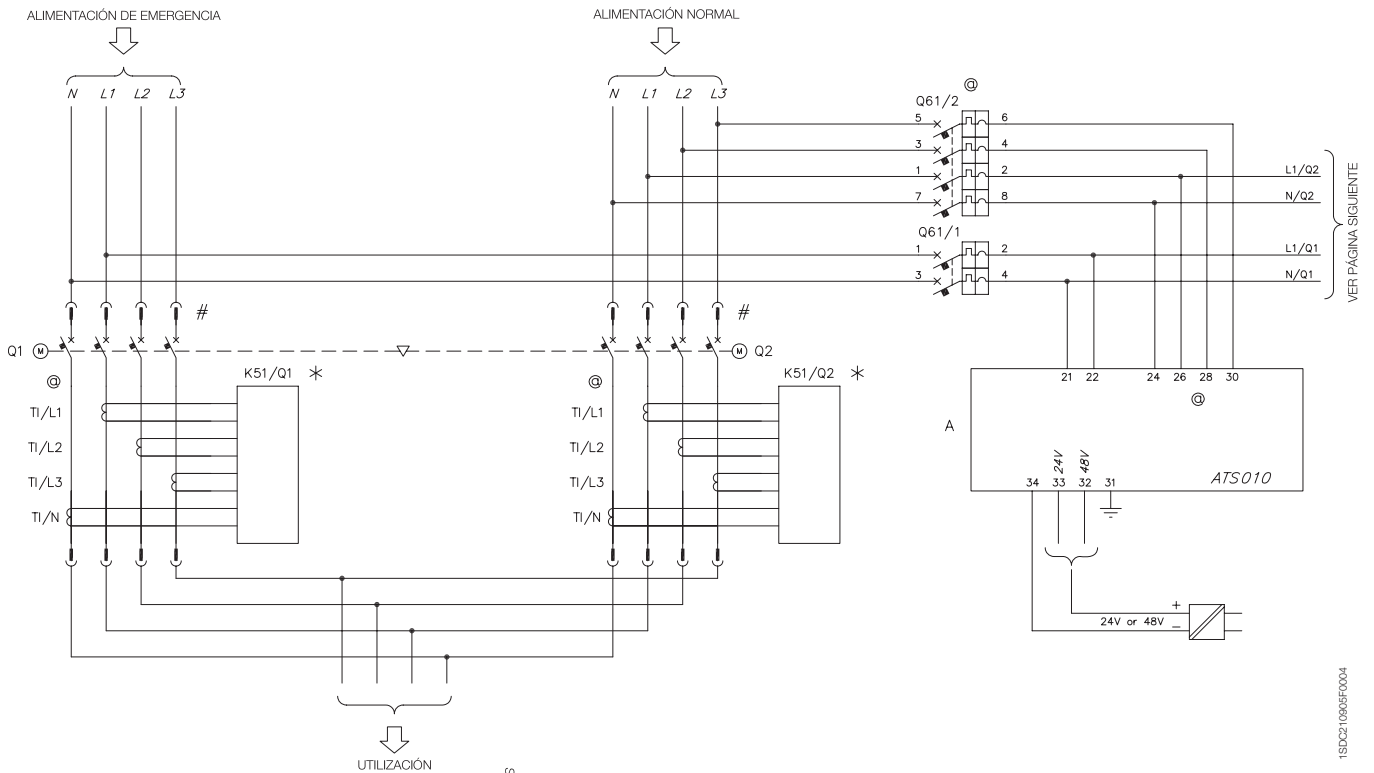 ALIMENTACIÓN DE EMERGENCIA
ALIMENTACIÓN NORMAL
N L1 L2 L3
N L1 L2 L3
@
Q61/2
5 6
3 4
1 2 L1/Q2
7 8 N/Q2
Q61/1
1 2 L1/Q1
3 4 N/Q1
VER PÁGINA SIGUIENTE
# #
Q1 M M Q2
@ K51/Q1 * @ K51/Q2 *
TI/L1 TI/L1
TI/L2 TI/L2
TI/L3 TI/L3
TI/N TI/N
21 22 24 26 28 30
@
A
24V 48V
34 33 32 31
ATS010
+
24V or 48V –
UTILIZACIÓN
1SDC210905F0004